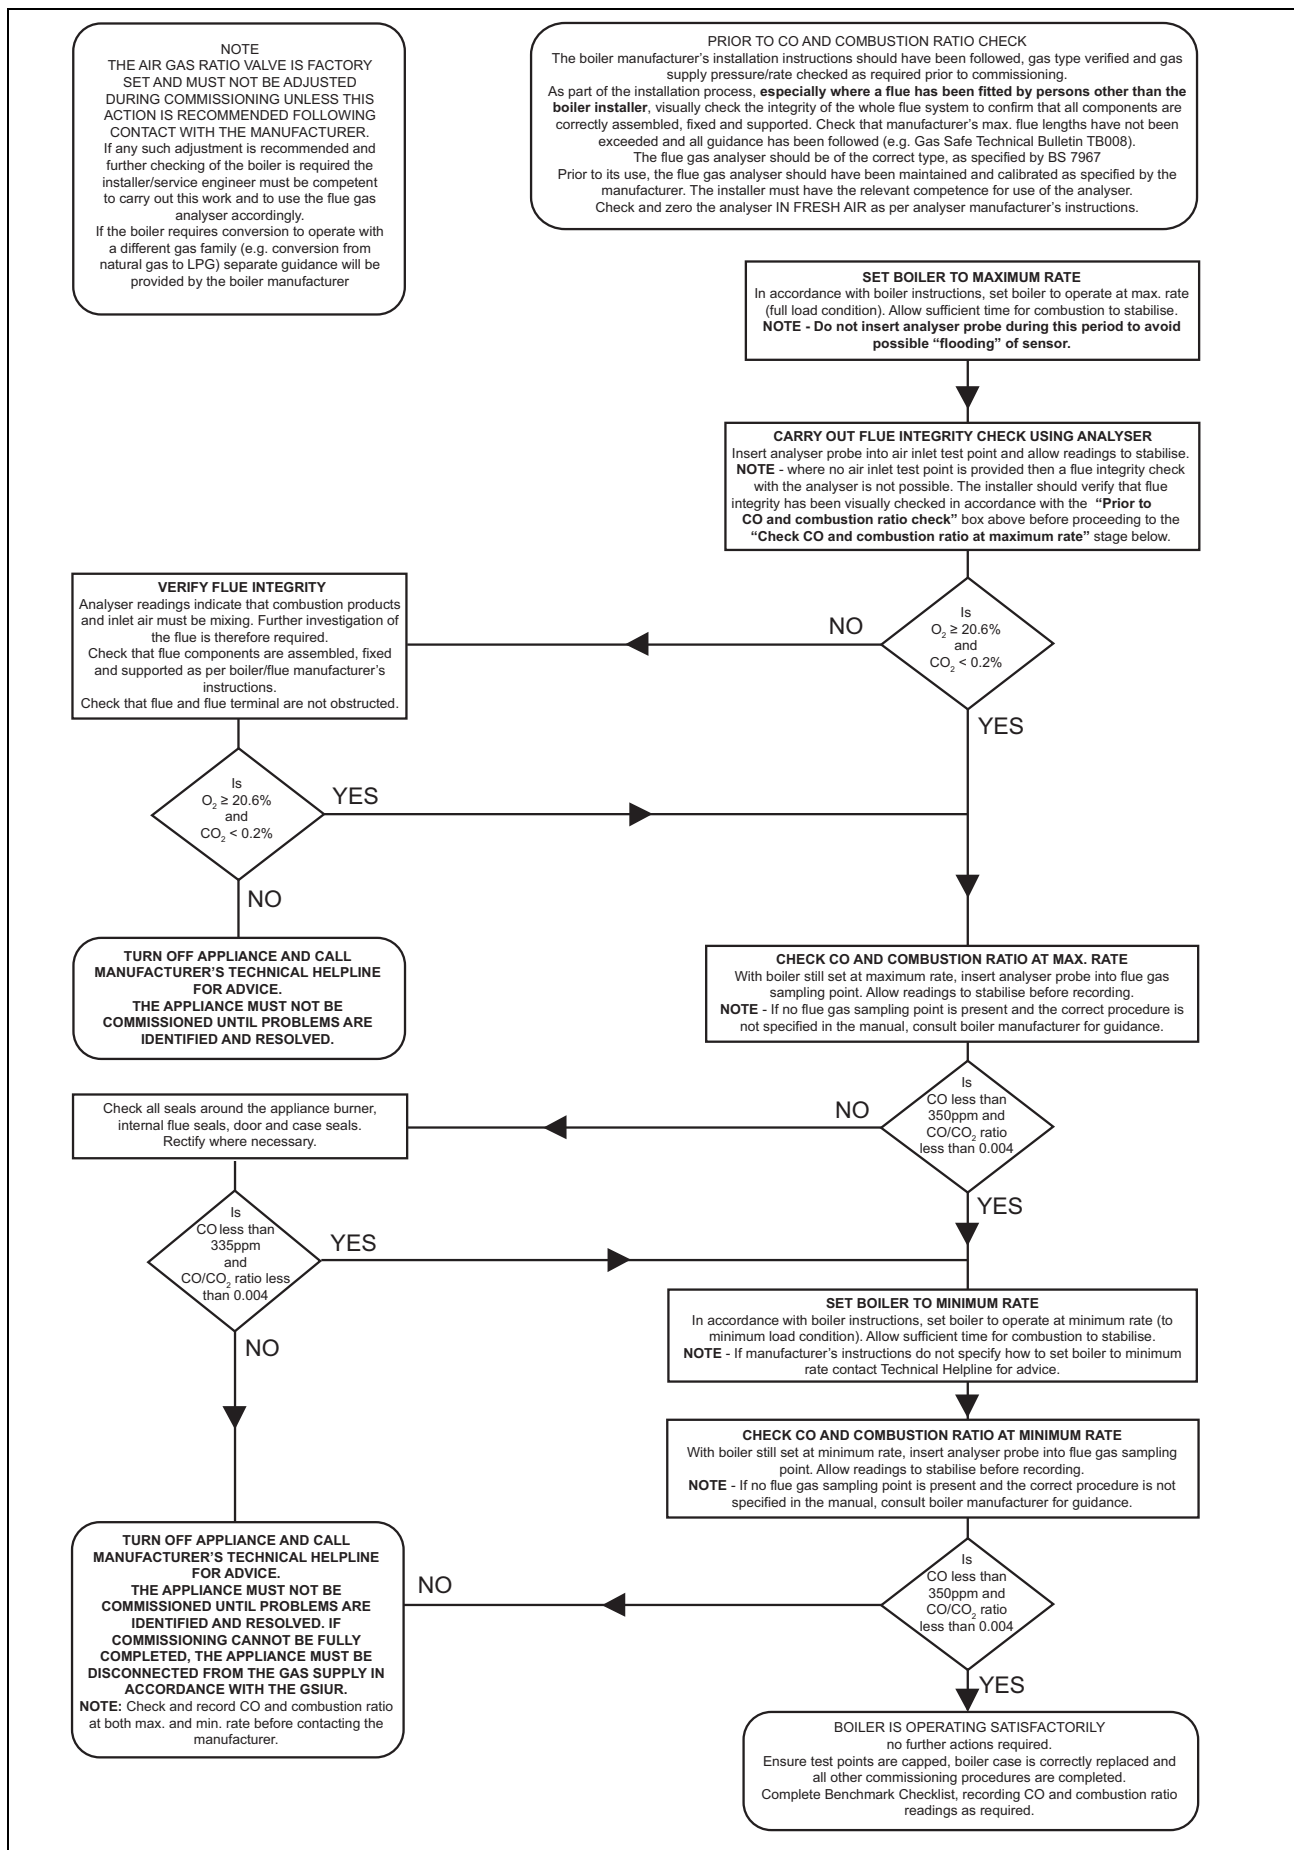 NOTE
THE AIR GAS RATIO VALVE IS FACTORY
SET AND MUST NOT BE ADJUSTED
DURING COMMISSIONING UNLESS THIS
ACTION IS RECOMMENDED FOLLOWING
CONTACT WITH THE MANUFACTURER.
If any such adjustment is recommended and
further checking of the boiler is required the
installer/service engineer must be competent
to carry out this work and to use the flue gas
analyser accordingly.
If the boiler requires conversion to operate with
a different gas family (e.g. conversion from
natural gas to LPG) separate guidance will be
provided by the boiler manufacturer
PRIOR TO CO AND COMBUSTION RATIO CHECK
The boiler manufacturer’s installation instructions should have been followed, gas type verified and gas
supply pressure/rate checked as required prior to commissioning.
As part of the installation process, especially where a flue has been fitted by persons other than the
boiler installer, visually check the integrity of the whole flue system to confirm that all components are
correctly assembled, fixed and supported. Check that manufacturer’s max. flue lengths have not been
exceeded and all guidance has been followed (e.g. Gas Safe Technical Bulletin TB008).
The flue gas analyser should be of the correct type, as specified by BS 7967
Prior to its use, the flue gas analyser should have been maintained and calibrated as specified by the
manufacturer. The installer must have the relevant competence for use of the analyser.
Check and zero the analyser IN FRESH AIR as per analyser manufacturer’s instructions.
SET BOILER TO MAXIMUM RATE
In accordance with boiler instructions, set boiler to operate at max. rate
(full load condition). Allow sufficient time for combustion to stabilise.
NOTE - Do not insert analyser probe during this period to avoid
possible “flooding” of sensor.
CARRY OUT FLUE INTEGRITY CHECK USING ANALYSER
Insert analyser probe into air inlet test point and allow readings to stabilise.
NOTE - where no air inlet test point is provided then a flue integrity check
with the analyser is not possible. The installer should verify that flue
integrity has been visually checked in accordance with the “Prior to
CO and combustion ratio check” box above before proceeding to the
“Check CO and combustion ratio at maximum rate” stage below.
Is
O2 ≥ 20.6%
and
CO2 < 0.2%
NO
YES
VERIFY FLUE INTEGRITY
Analyser readings indicate that combustion products
and inlet air must be mixing. Further investigation of
the flue is therefore required.
Check that flue components are assembled, fixed
and supported as per boiler/flue manufacturer’s
instructions.
Check that flue and flue terminal are not obstructed.
Is
O2 ≥ 20.6%
and
CO2 < 0.2%
YES
NO
TURN OFF APPLIANCE AND CALL
MANUFACTURER’S TECHNICAL HELPLINE
FOR ADVICE.
THE APPLIANCE MUST NOT BE
COMMISSIONED UNTIL PROBLEMS ARE
IDENTIFIED AND RESOLVED.
CHECK CO AND COMBUSTION RATIO AT MAX. RATE
With boiler still set at maximum rate, insert analyser probe into flue gas
sampling point. Allow readings to stabilise before recording.
NOTE - If no flue gas sampling point is present and the correct procedure is
not specified in the manual, consult boiler manufacturer for guidance.
Is
CO less than
350ppm and
CO/CO2 ratio
less than 0.004
NO
YES
Check all seals around the appliance burner,
internal flue seals, door and case seals.
Rectify where necessary.
Is
CO less than
335ppm
and
CO/CO2 ratio less
than 0.004
YES
NO
SET BOILER TO MINIMUM RATE
In accordance with boiler instructions, set boiler to operate at minimum rate (to
minimum load condition). Allow sufficient time for combustion to stabilise.
NOTE - If manufacturer’s instructions do not specify how to set boiler to minimum
rate contact Technical Helpline for advice.
CHECK CO AND COMBUSTION RATIO AT MINIMUM RATE
With boiler still set at minimum rate, insert analyser probe into flue gas sampling
point. Allow readings to stabilise before recording.
NOTE - If no flue gas sampling point is present and the correct procedure is not
specified in the manual, consult boiler manufacturer for guidance.
Is
CO less than
350ppm and
CO/CO2 ratio
less than 0.004
NO
YES
TURN OFF APPLIANCE AND CALL
MANUFACTURER’S TECHNICAL HELPLINE
FOR ADVICE.
THE APPLIANCE MUST NOT BE
COMMISSIONED UNTIL PROBLEMS ARE
IDENTIFIED AND RESOLVED. IF
COMMISSIONING CANNOT BE FULLY
COMPLETED, THE APPLIANCE MUST BE
DISCONNECTED FROM THE GAS SUPPLY IN
ACCORDANCE WITH THE GSIUR.
NOTE: Check and record CO and combustion ratio
at both max. and min. rate before contacting the
manufacturer.
BOILER IS OPERATING SATISFACTORILY
no further actions required.
Ensure test points are capped, boiler case is correctly replaced and
all other commissioning procedures are completed.
Complete Benchmark Checklist, recording CO and combustion ratio
readings as required.